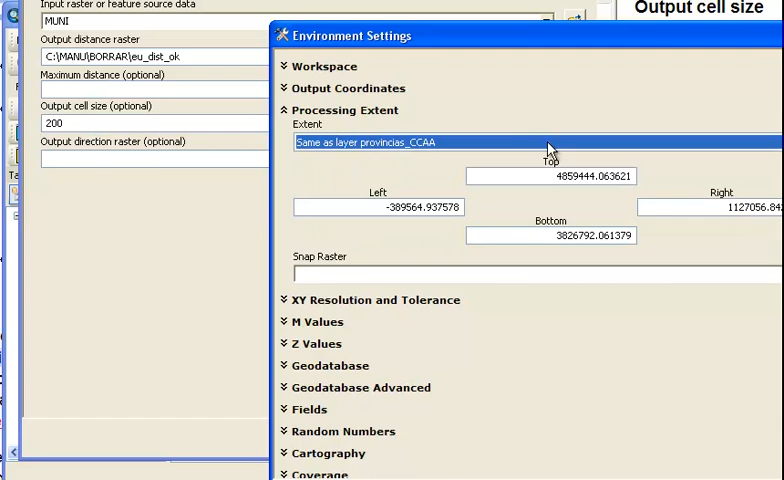 Input raster or feature source data
MUNI
Output distance raster
C:\MANU\BORRAR\eu_dist_ok
Maximum distance (optional)
Output cell size (optional)
200
Output direction raster (optional)
Output cell size
Environment Settings
Workspace
Output Coordinates
Processing Extent
Extent
Same as layer provincias_CCAA
Top
4859444.063621
Left
Right
-389564.937578
Bottom
3826792.061379
Snap Raster
XY Resolution and Tolerance
M Values
Z Values
Geodatabase
Geodatabase Advanced
Fields
Random Numbers
Cartography
Coverage